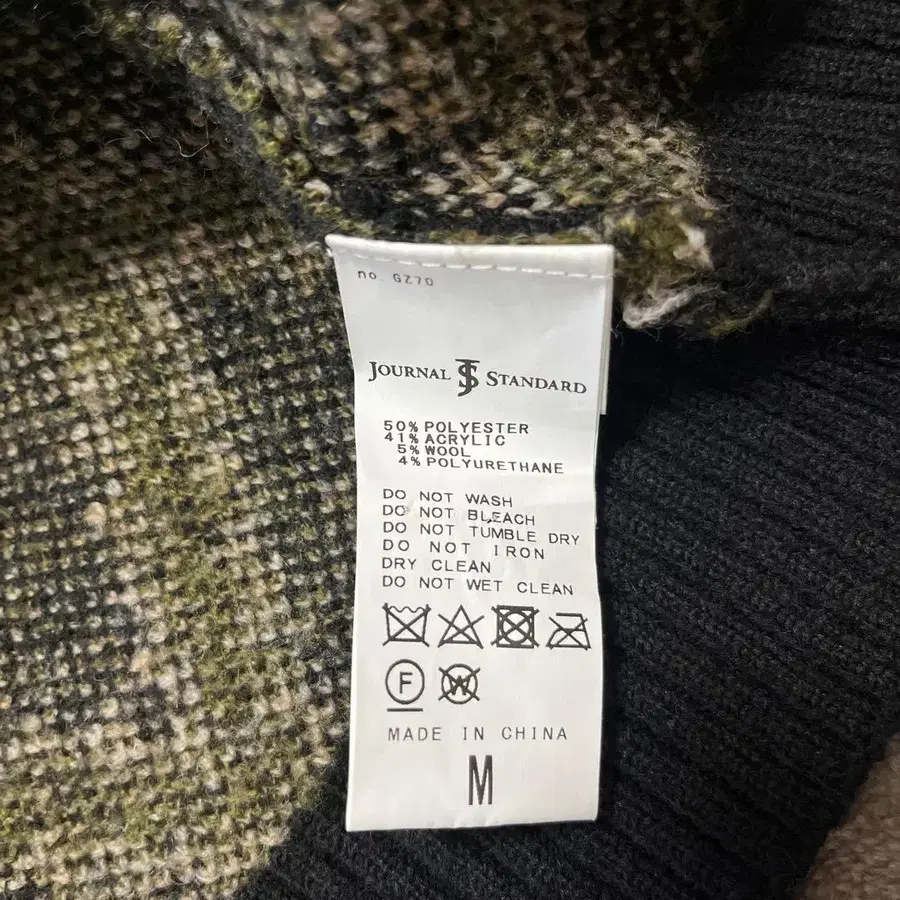 no. GZ70
JOURNAL JS STANDARD
50% POLYESTER
41% ACRYLIC
5% WOOL
4% POLYURETHANE
DO NOT WASH
DO NOT BLEACH
DO NOT TUMBLE DRY
DO NOT IRON
DRY CLEAN
DO NOT WET CLEAN
F W
MADE IN CHINA
M